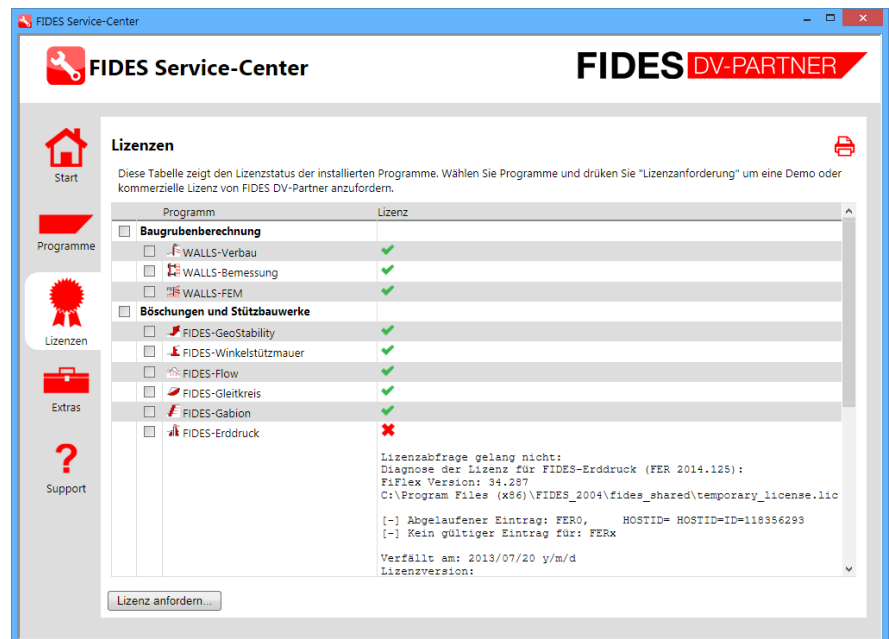 FIDES Service-Center
FIDES Service-Center
FIDES DV-PARTNER
Start
Programme
Lizenzen
Extras
?
Support
Lizenzen
Diese Tabelle zeigt den Lizenzstatus der installierten Programme. Wählen Sie Programme und drüken Sie "Lizenzanforderung" um eine Demo oder
kommerzielle Lizenz von FIDES DV-Partner anzufordern.
Programm Lizenz
Baugrubenberechnung
WALLS-Verbau
WALLS-Bemessung
WALLS-FEM
Böschungen und Stützbauwerke
FIDES-GeoStability
FIDES-Winkelstützmauer
FIDES-Flow
FIDES-Gleitkreis
FIDES-Gabion
FIDES-Erddruck
Lizenzabfrage gelang nicht:
Diagnose der Lizenz für FIDES-Erddruck (FER 2014.125):
FiFlex Version: 34.287
C:\Program Files (x86)\FIDES_2004\fides_shared\temporary_license.lic
[-] Abgelaufener Eintrag: FER0, HOSTID= HOSTID=ID=118356293
[-] Kein gültiger Eintrag für: FERx
Verfällt am: 2013/07/20 y/m/d
Lizenzversion:
Lizenz anfordern...